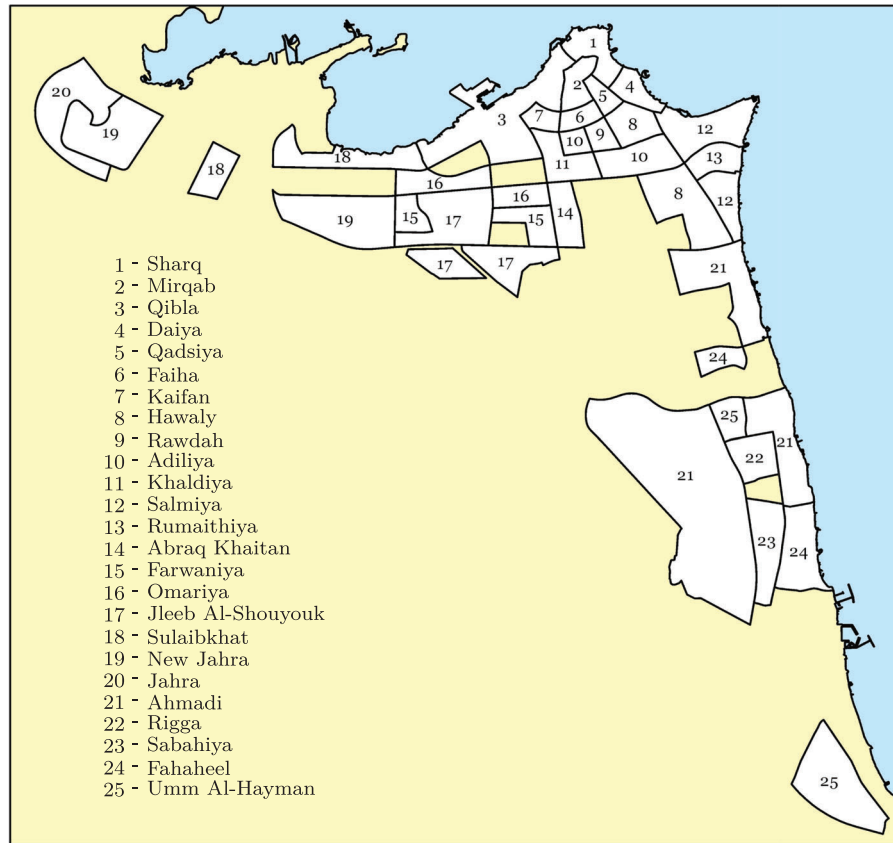 1
2
5
4
3
7
6
8
20
19
12
10
9
13
18
11
10
18
16
8
12
16
15
14
19
15
17
17
17
21
1 - Sharq
2 - Mirqab
3 - Qibla
4 - Daiya
5 - Qadsiya
6 - Faiha
7 - Kaifan
8 - Hawaly
9 - Rawdah
10 - Adiliya
11 - Khaldiya
12 - Salmiya
13 - Rumaithiya
14 - Abraq Khaitan
15 - Farwaniya
16 - Omariya
17 - Jleeb Al-Shouyouk
18 - Sulaibkhat
19 - New Jahra
20 - Jahra
21 - Ahmadi
22 - Rigga
23 - Sabahiya
24 - Fahaheel
25 - Umm Al-Hayman
24
25
21
22
21
23
24
25